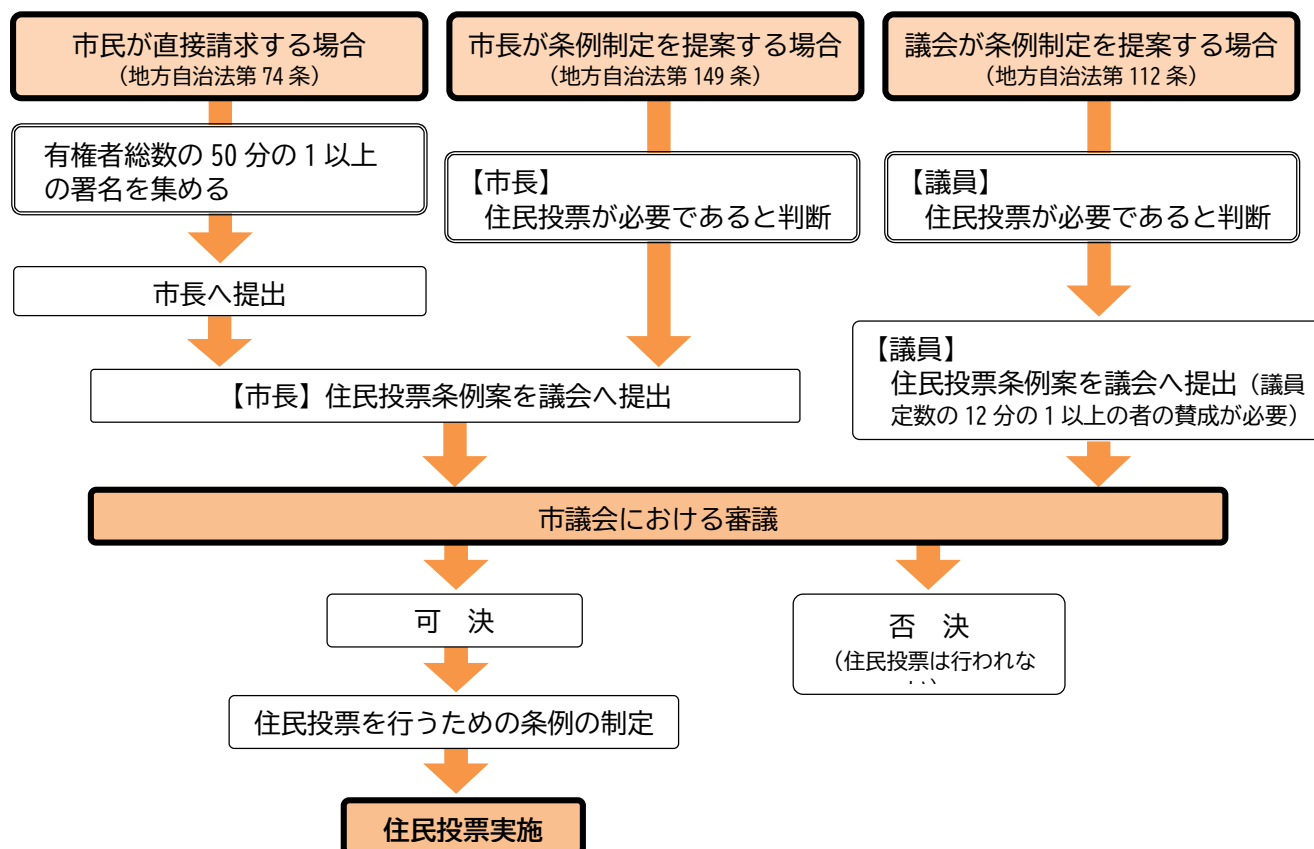 市民が直接請求する場合
（地方自治法第 74 条）
市長が条例制定を提案する場合
（地方自治法第 149 条）
議会が条例制定を提案する場合
（地方自治法第 112 条）
有権者総数の 50 分の 1 以上
の署名を集める
【市長】
住民投票が必要であると判断
【議員】
住民投票が必要であると判断
市長へ提出
【議員】
住民投票条例案を議会へ提出（議員
定数の 12 分の 1 以上の者の賛成が必要）
【市長】住民投票条例案を議会へ提出
市議会における審議
可　決
否　決
（住民投票は行われな
住民投票を行うための条例の制定
住民投票実施